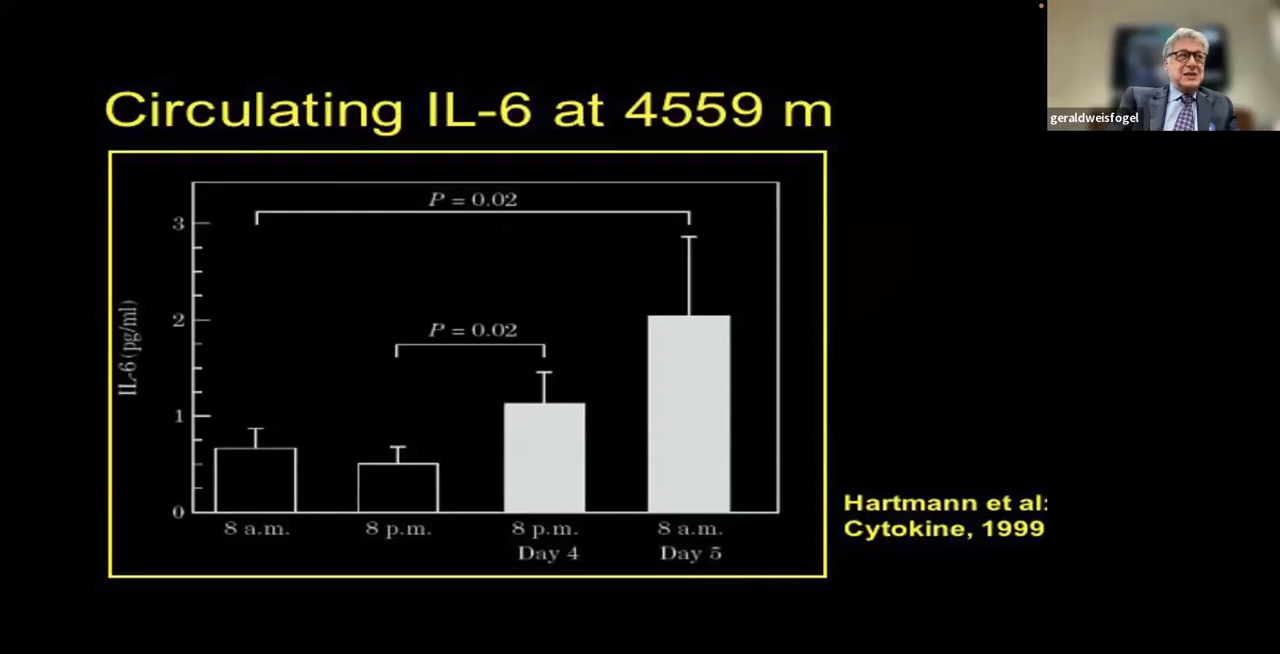 Circulating IL-6 at 4559 m
geraldweisfogel
P = 0.02
3
P = 0.02
2
IL-6 (pg/ml)
1
0
8 a.m.
8 p.m.
8 p.m.
Day 4
8 a.m.
Day 5
Hartmann et al:
Cytokine, 1999